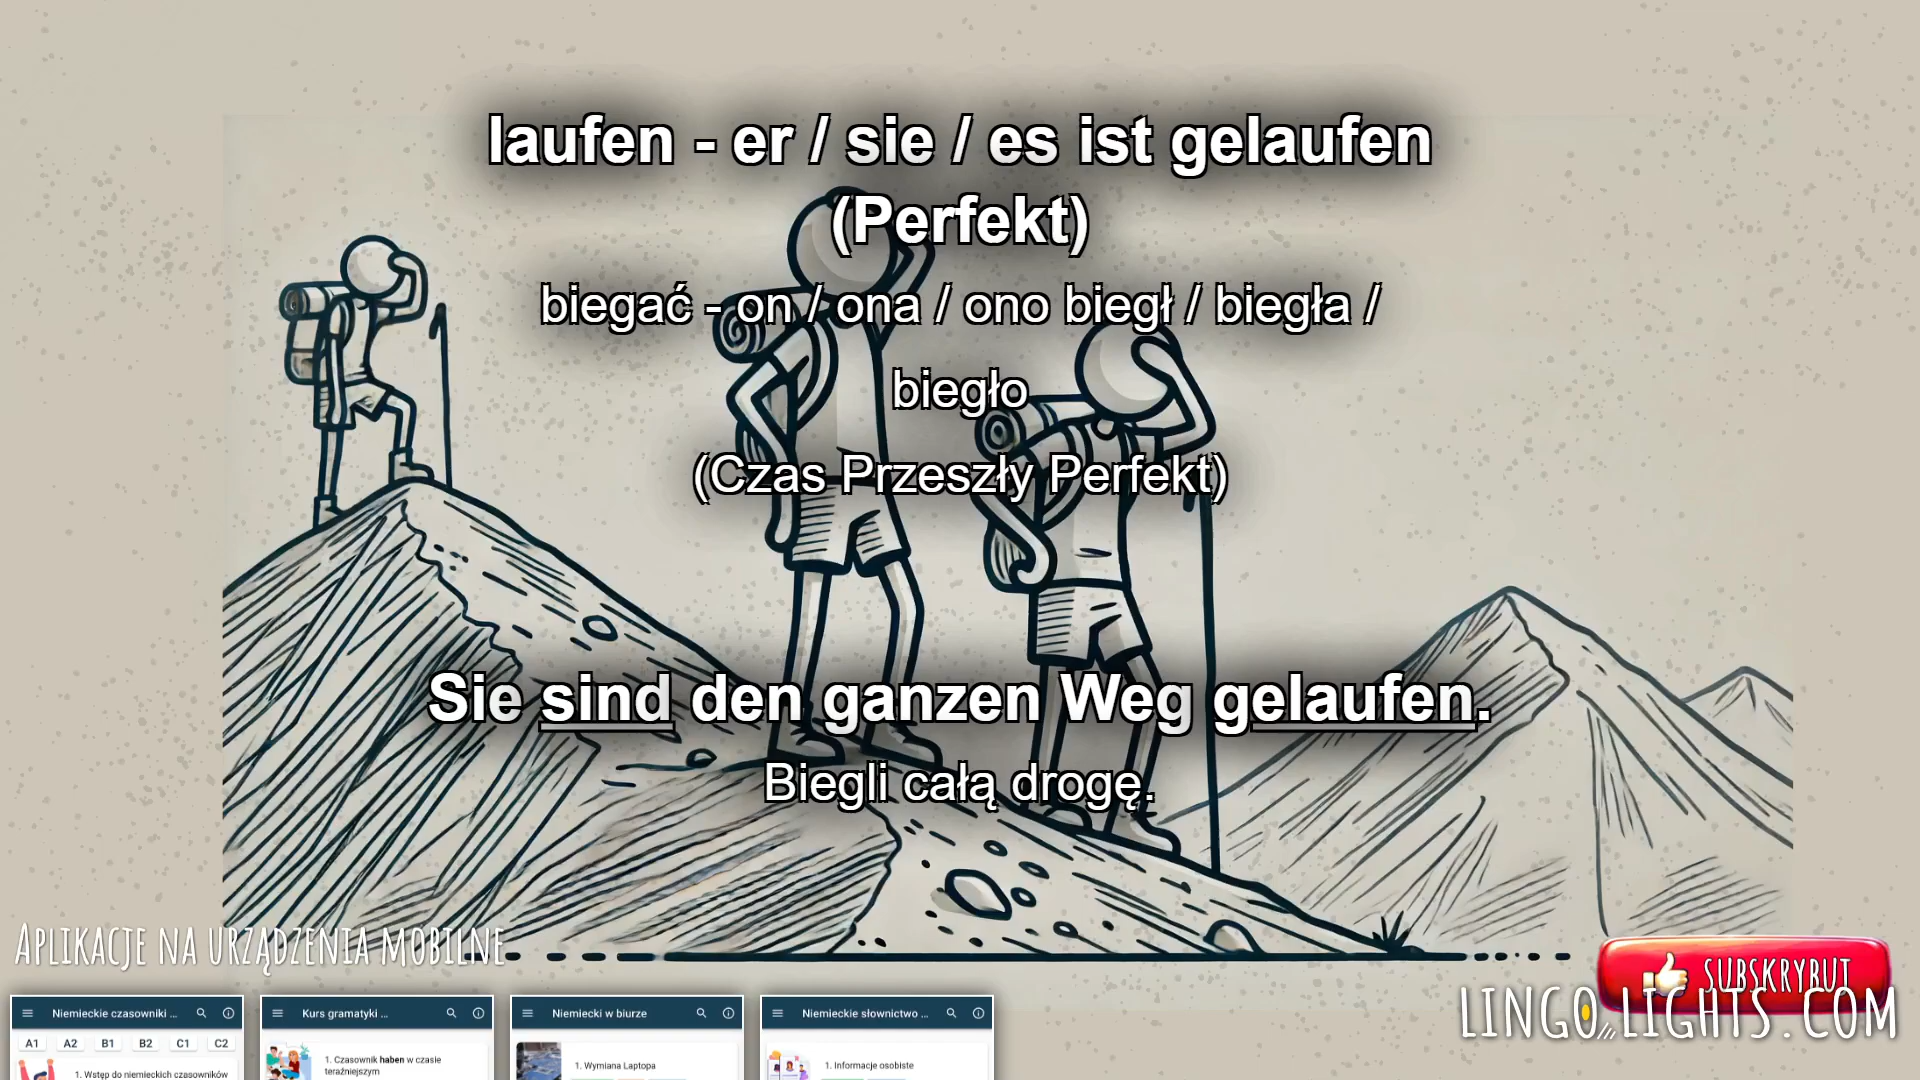 laufen - er / sie / es ist gelaufen
(Perfekt)
biegać - on / ona / ono biegł / biegła /
biegło
(Czas Przeszły Perfekt)
Sie sind den ganzen Weg gelaufen.
Biegli całą drogę.
Aplikacje na urządzenia mobilne
SUBSKRYBUJ
LINGOLIGHTS.COM
Niemieckie czasowniki ...
A1 A2 B1 B2 C1 C2
1. Wstęp do niemieckich czasowników
Kurs gramatyki ...
1. Czasownik haben w czasie
teraźniejszym
Niemiecki w biurze
1. Wymiana Laptopa
Niemieckie słownictwo ...
1. Informacje osobiste